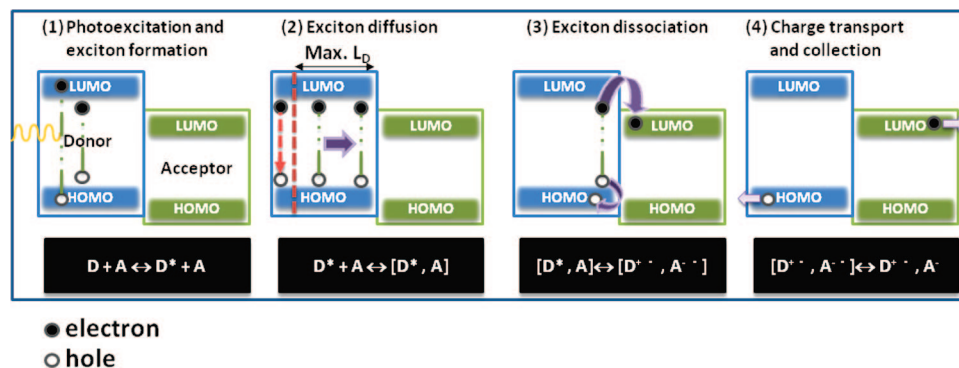 (1) Photoexcitation and
exciton formation
(2) Exciton diffusion
(3) Exciton dissociation
(4) Charge transport
and collection
Max. L_D
LUMO
Donor
HOMO
LUMO
Acceptor
HOMO
LUMO
HOMO
LUMO
HOMO
LUMO
HOMO
LUMO
HOMO
LUMO
HOMO
LUMO
HOMO
D + A ↔ D* + A
D* + A ↔ [D* , A]
[D* , A] ↔ [D⁺ ˙ , A⁻ ˙ ]
[D⁺ ˙ , A⁻ ˙ ] ↔ D⁺ ˙ , A⁻
electron
hole